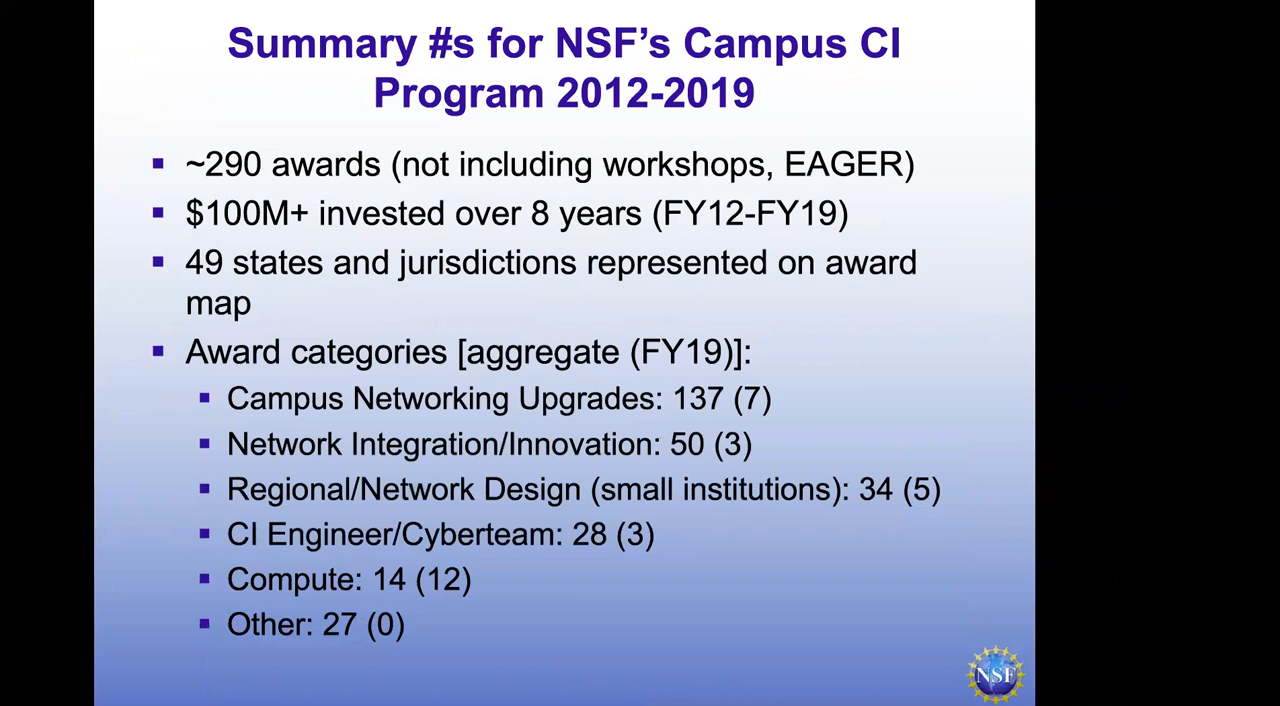 Summary #s for NSF’s Campus CI
Program 2012-2019
~290 awards (not including workshops, EAGER)
$100M+ invested over 8 years (FY12-FY19)
49 states and jurisdictions represented on award
map
Award categories [aggregate (FY19)]:
Campus Networking Upgrades: 137 (7)
Network Integration/Innovation: 50 (3)
Regional/Network Design (small institutions): 34 (5)
CI Engineer/Cyberteam: 28 (3)
Compute: 14 (12)
Other: 27 (0)
NSF